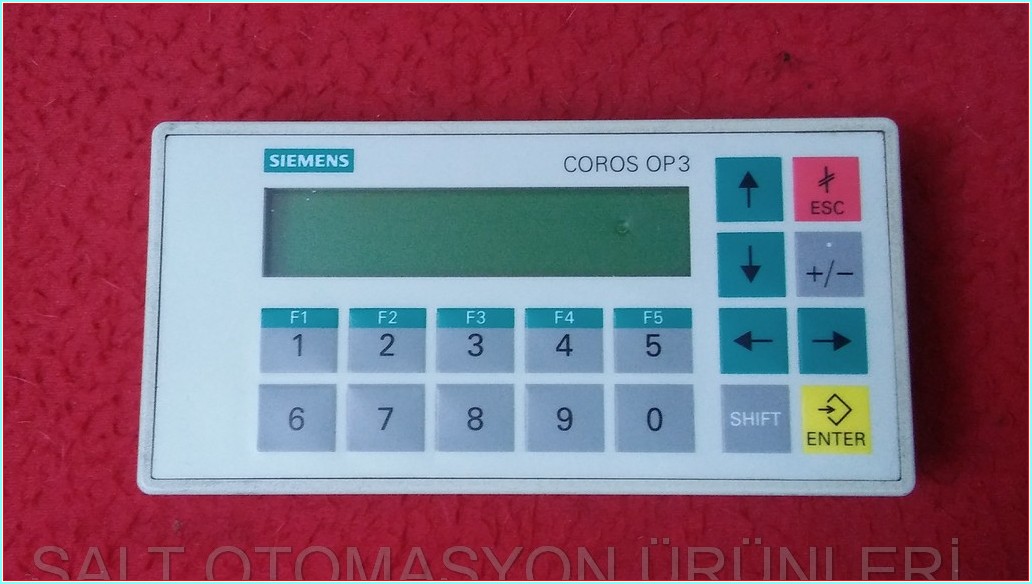 SIEMENS
COROS OP3
ESC
+/−
F1 F2 F3 F4 F5
1 2 3 4 5
6 7 8 9 0
SHIFT
ENTER
SALT OTOMASYON ÜRÜNLERİ